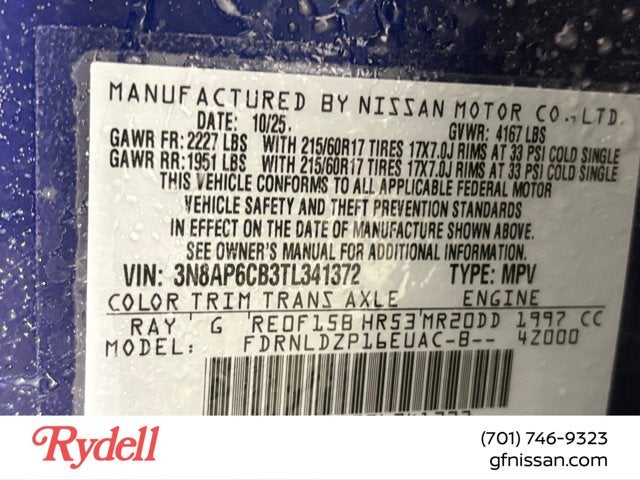 MANUFACTURED BY NISSAN MOTOR CO., LTD.
DATE: 10/25. GVWR: 4167 LBS
GAWR FR: 2227 LBS WITH 215/60R17 TIRES 17X7.0J RIMS AT 33 PSI COLD SINGLE
GAWR RR: 1951 LBS WITH 215/60R17 TIRES 17X7.0J RIMS AT 33 PSI COLD SINGLE
THIS VEHICLE CONFORMS TO ALL APPLICABLE FEDERAL MOTOR
VEHICLE SAFETY AND THEFT PREVENTION STANDARDS
IN EFFECT ON THE DATE OF MANUFACTURE SHOWN ABOVE.
SEE OWNER'S MANUAL FOR ADDITIONAL INFORMATION.
VIN: 3N8AP6CB3TL341372 TYPE: MPV
COLOR TRIM TRANS AXLE ENGINE
RAY G RE0F15B HR53 MR20DD 1997 CC
MODEL: FDRNLDZP16EUAC-B-- 4Z000
Rydell
(701) 746-9323
gfnissan.com